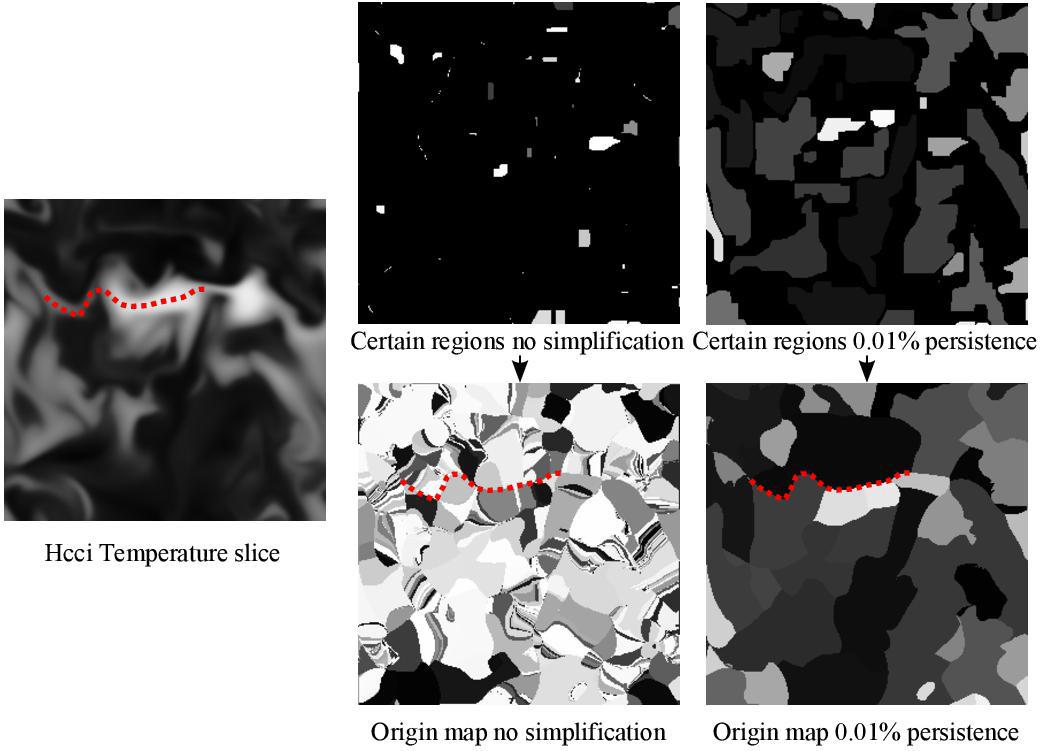 Certain regions no simplification
Certain regions 0.01% persistence
Hcci Temperature slice
Origin map no simplification
Origin map 0.01% persistence